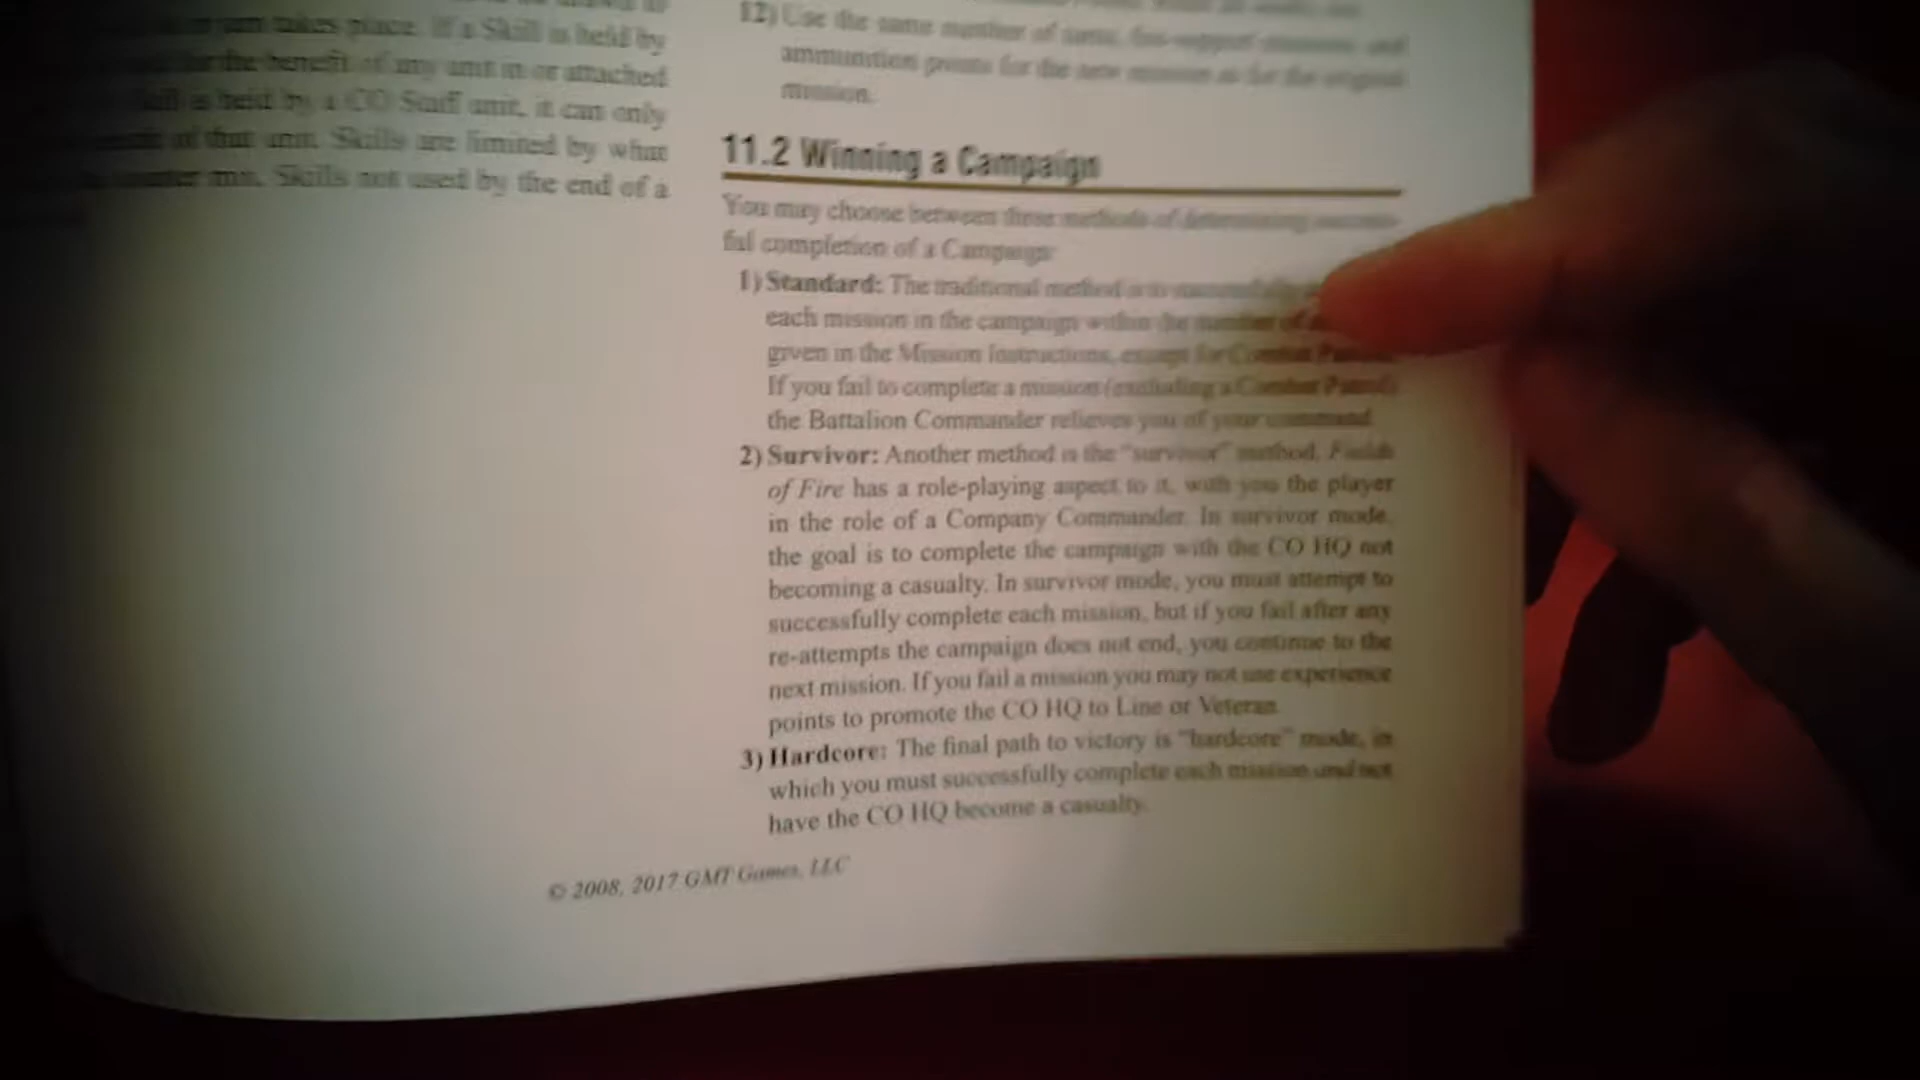 takes place. If a Skill is held by
for the benefit of any unit in or attached
is held by a CO Staff unit, it can only
of that unit. Skills are limited by what
Skills not used by the end of a
12) Use the same number of
ammunition points for the new mission as for the original
mission.
11.2 Winning a Campaign
You may choose between three methods of determining success-
ful completion of a Campaign:
1) Standard: The traditional method is to successfully
each mission in the campaign within the number of
given in the Mission Instructions, except for Combat
If you fail to complete a mission (excluding a Combat Patrol)
the Battalion Commander relieves you of your command.
2) Survivor: Another method is the "survivor" method. Fields
of Fire has a role-playing aspect to it, with you the player
in the role of a Company Commander. In survivor mode,
the goal is to complete the campaign with the CO HQ not
becoming a casualty. In survivor mode, you must attempt to
successfully complete each mission, but if you fail after any
re-attempts the campaign does not end, you continue to the
next mission. If you fail a mission you may not use experience
points to promote the CO HQ to Line or Veteran.
3) Hardcore: The final path to victory is "hardcore" mode, in
which you must successfully complete each mission and not
have the CO HQ become a casualty.
© 2008, 2017 GMT Games, LLC